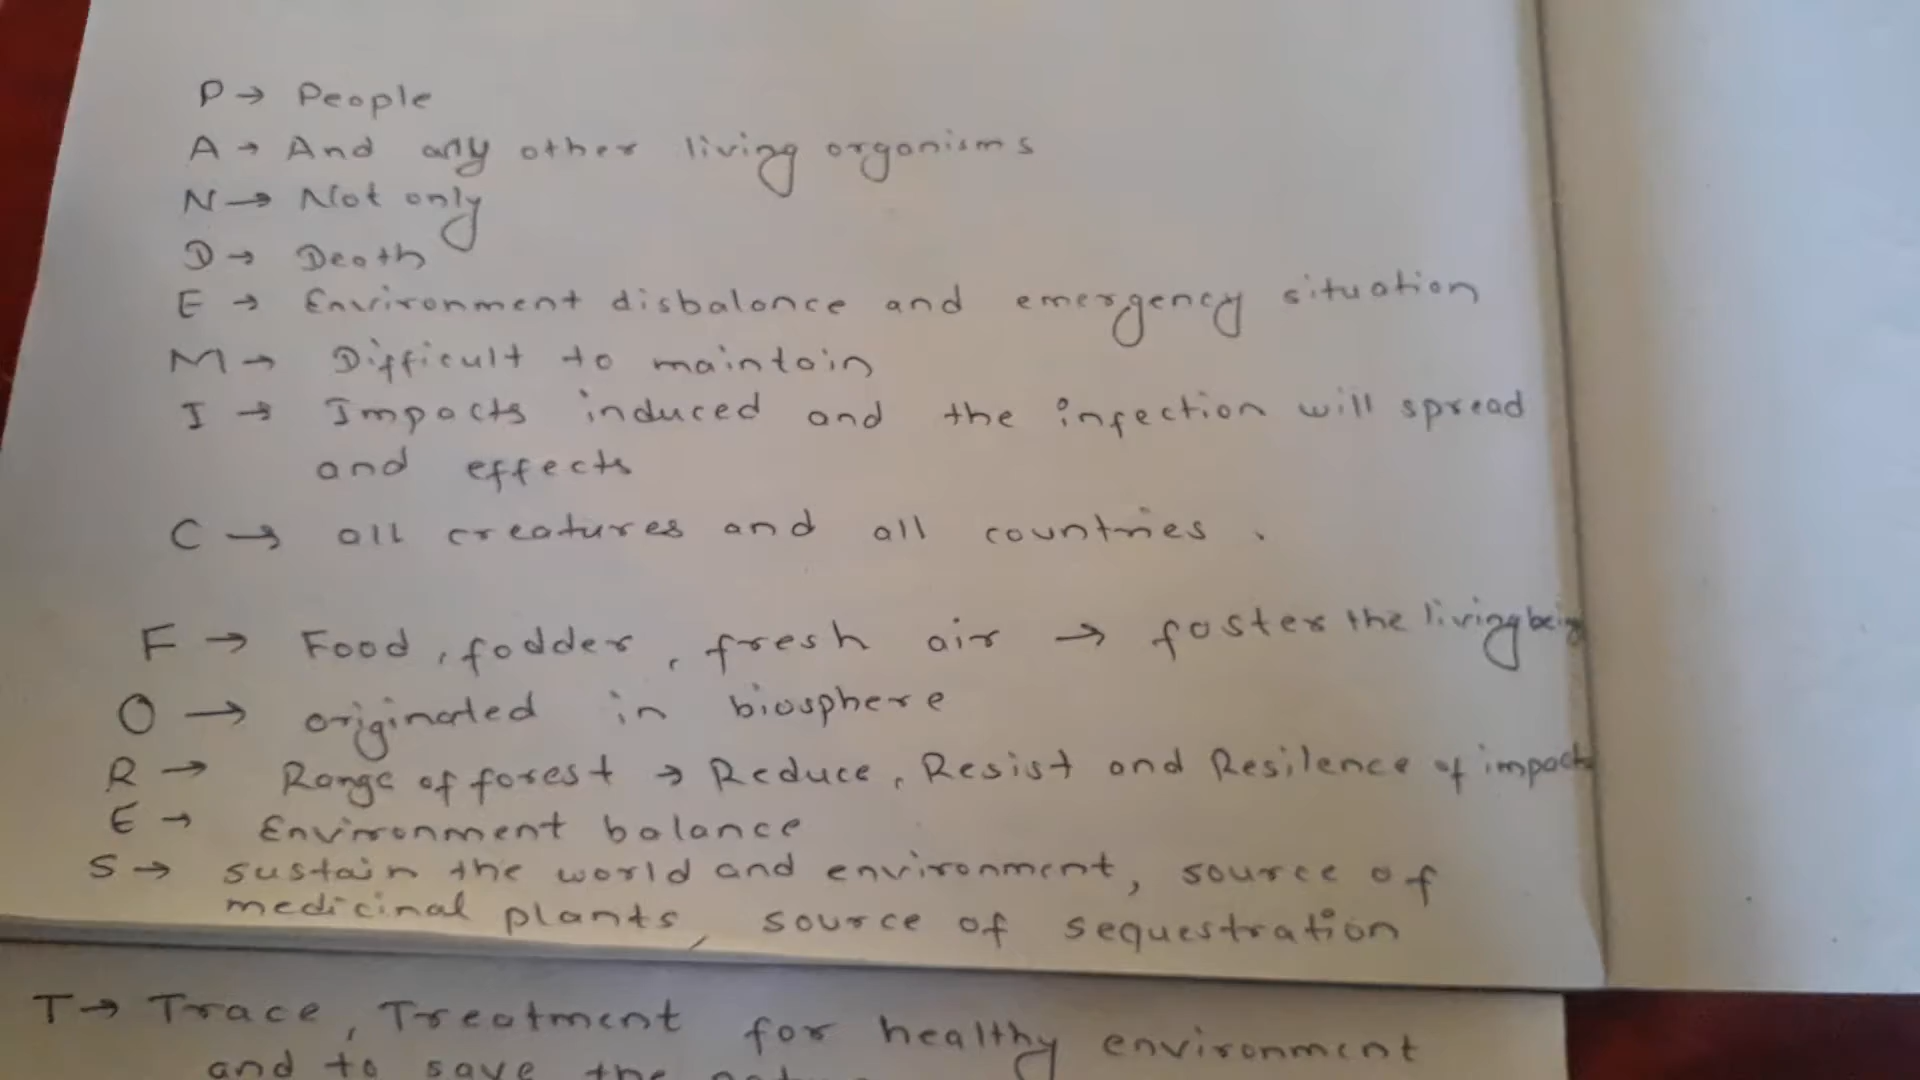 P → People
A → And any other living organisms
N → Not only
D → Death
E → Environment disbalance and emergency situation
M → Difficult to maintain
I → Impacts induced and the infection will spread
and effects
C → all creatures and all countries.
F → Food, fodder, fresh air → foster the living being
O → originated in biosphere
R → Range of forest → Reduce, Resist and Resilence of impacts
E → Environment balance
S → sustain the world and environment, source of
medicinal plants, source of sequestration
T → Trace, Treatment for healthy environment
and to save the